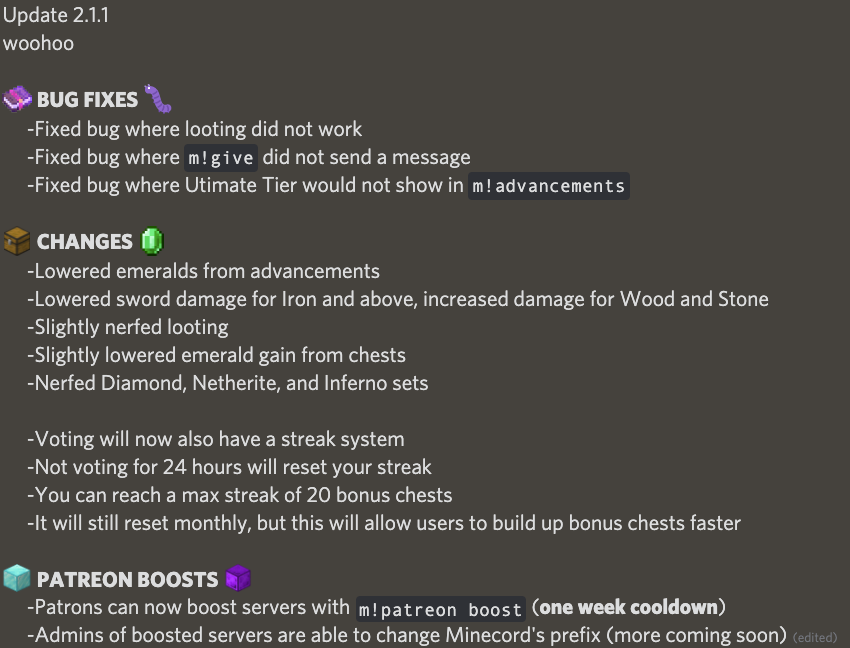 Update 2.1.1
woohoo
BUG FIXES
-Fixed bug where looting did not work
-Fixed bug where m!give did not send a message
-Fixed bug where Utimate Tier would not show in m!advancements
CHANGES
-Lowered emeralds from advancements
-Lowered sword damage for Iron and above, increased damage for Wood and Stone
-Slightly nerfed looting
-Slightly lowered emerald gain from chests
-Nerfed Diamond, Netherite, and Inferno sets
-Voting will now also have a streak system
-Not voting for 24 hours will reset your streak
-You can reach a max streak of 20 bonus chests
-It will still reset monthly, but this will allow users to build up bonus chests faster
PATREON BOOSTS
-Patrons can now boost servers with m!patreon boost (one week cooldown)
-Admins of boosted servers are able to change Minecord's prefix (more coming soon) (edited)